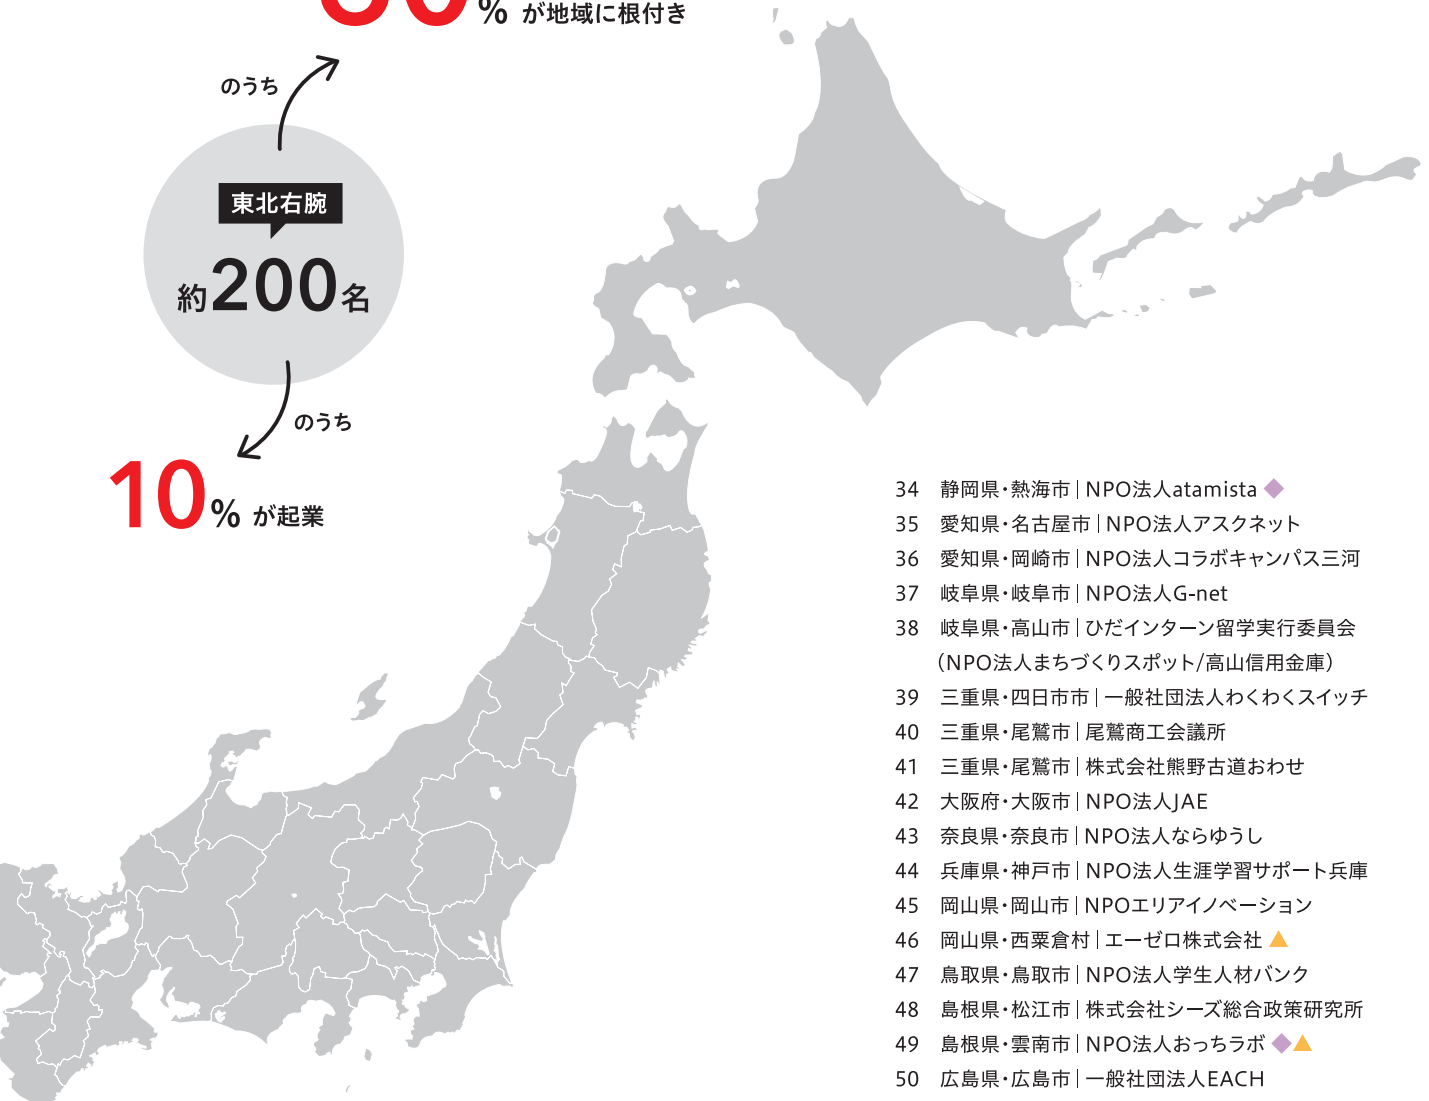 % が地域に根付き
のうち
東北右腕
約200名
のうち
10% が起業
34 静岡県・熱海市|NPO法人atamista
35 愛知県・名古屋市|NPO法人アスクネット
36 愛知県・岡崎市|NPO法人コラボキャンパス三河
37 岐阜県・岐阜市|NPO法人G-net
38 岐阜県・高山市|ひだインターン留学実行委員会
（NPO法人まちづくりスポット/高山信用金庫）
39 三重県・四日市市|一般社団法人わくわくスイッチ
40 三重県・尾鷲市|尾鷲商工会議所
41 三重県・尾鷲市|株式会社熊野古道おわせ
42 大阪府・大阪市|NPO法人JAE
43 奈良県・奈良市|NPO法人ならゆうし
44 兵庫県・神戸市|NPO法人生涯学習サポート兵庫
45 岡山県・岡山市|NPOエリアイノベーション
46 岡山県・西粟倉村|エーゼロ株式会社
47 鳥取県・鳥取市|NPO法人学生人材バンク
48 島根県・松江市|株式会社シーズ総合政策研究所
49 島根県・雲南市|NPO法人おっちラボ
50 広島県・広島市|一般社団法人EACH